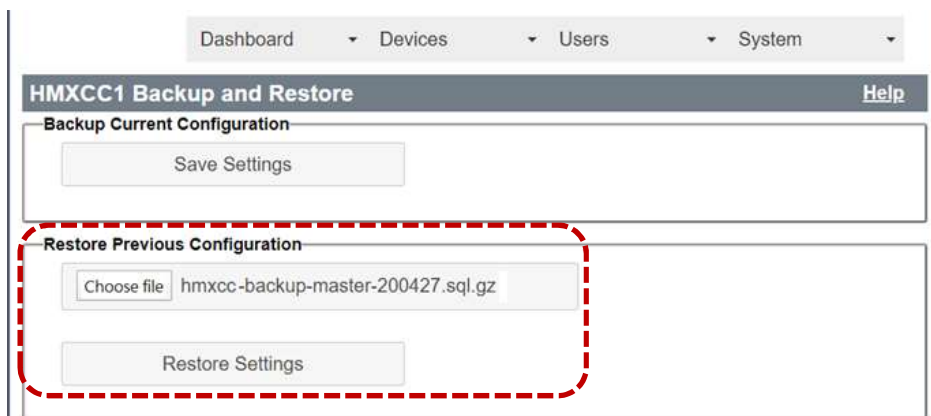 Dashboard Devices Users System
HMXCC1 Backup and Restore Help
Backup Current Configuration
Save Settings
Restore Previous Configuration
Choose file hmxcc-backup-master-200427.sql.gz
Restore Settings